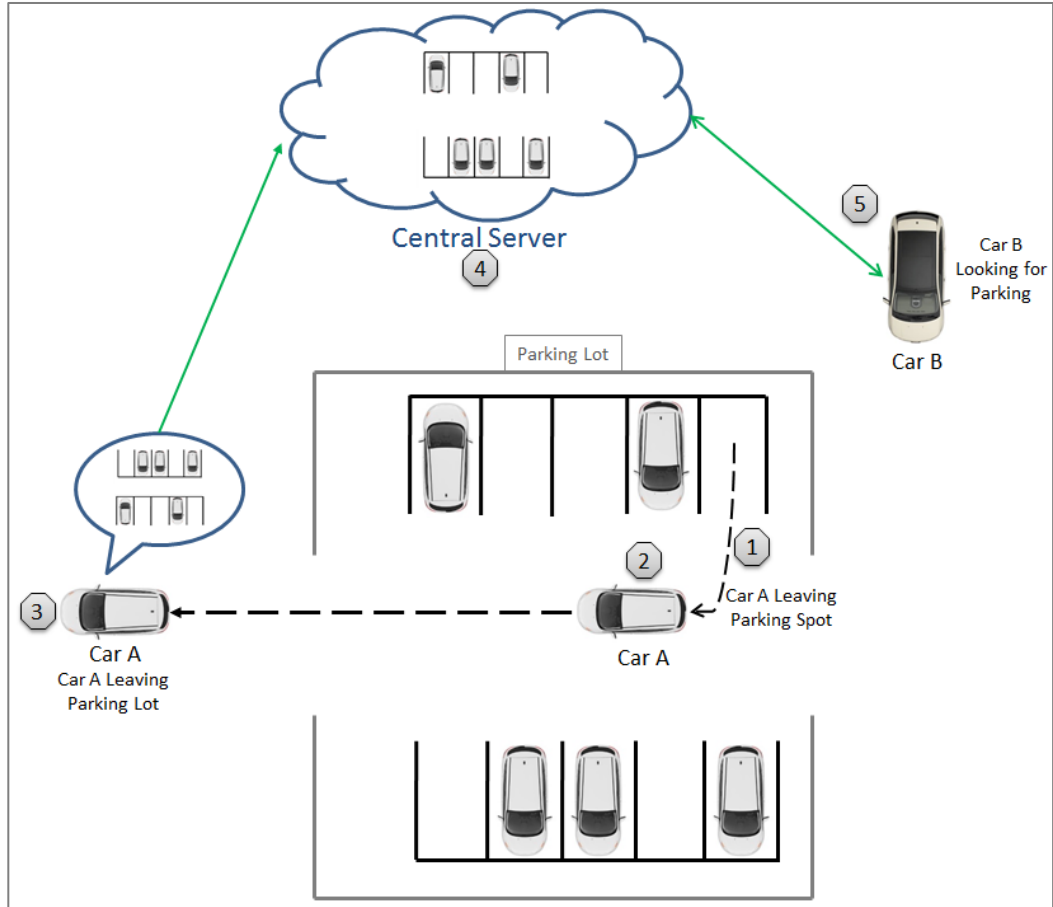 Central Server
4
5
Car B
Looking for
Parking
Car B
Parking Lot
1
2
Car A Leaving
Parking Spot
Car A
3
Car A
Car A Leaving
Parking Lot